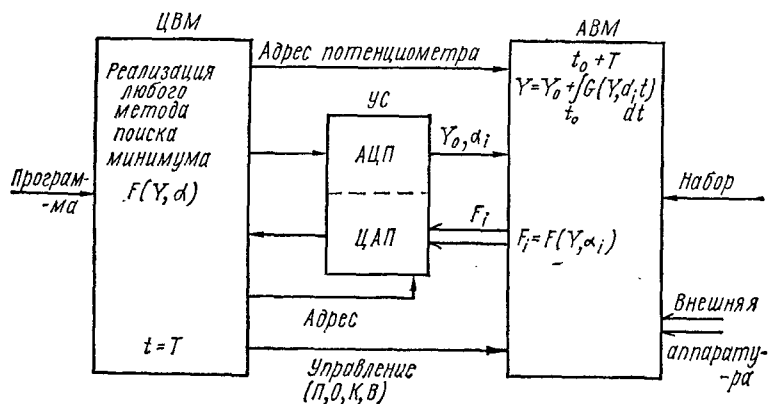 ЦВМ
АВМ
Реализация
любого
метода
поиска
минимума
F(Y,α)
t=T
Програм-
-ма
Адрес потенциометра
УС
АЦП
ЦАП
Y₀,αᵢ
Fᵢ
Адрес
Управление
(П,О,К,В)
t₀+T
Y=Y₀+∫G(Y,dᵢt)
t₀ dt
Fᵢ=F(Y,αᵢ)
Набор
Внешняя
аппарату-
-ра